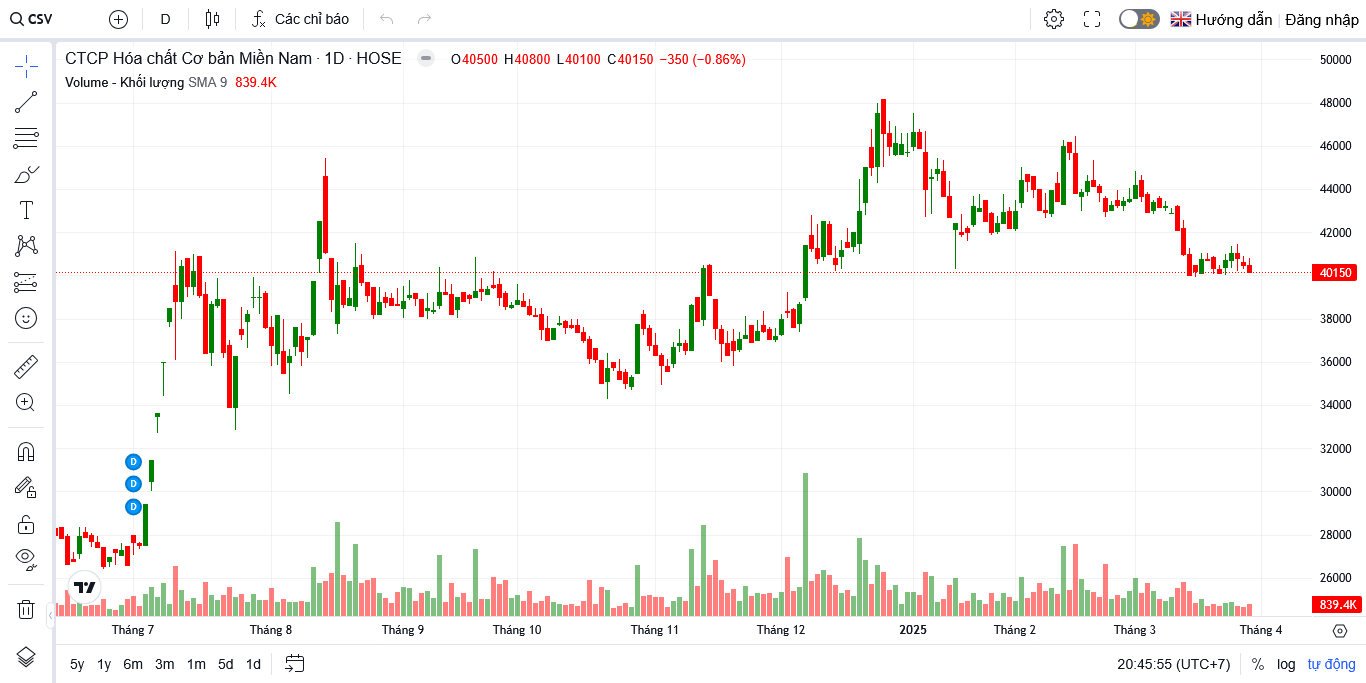 CSV D Các chỉ báo Hướng dẫn Đăng nhập
CTCP Hóa chất Cơ bản Miền Nam · 1D · HOSE O40500 H40800 L40100 C40150 −350 (−0.86%)
Volume - Khối lượng SMA 9 839.4K
50000
48000
46000
44000
42000
40150
38000
36000
34000
32000
30000
28000
26000
839.4K
D
D
D
Tháng 7 Tháng 8 Tháng 9 Tháng 10 Tháng 11 Tháng 12 2025 Tháng 2 Tháng 3 Tháng 4
5y 1y 6m 3m 1m 5d 1d 20:45:55 (UTC+7) % log tự động